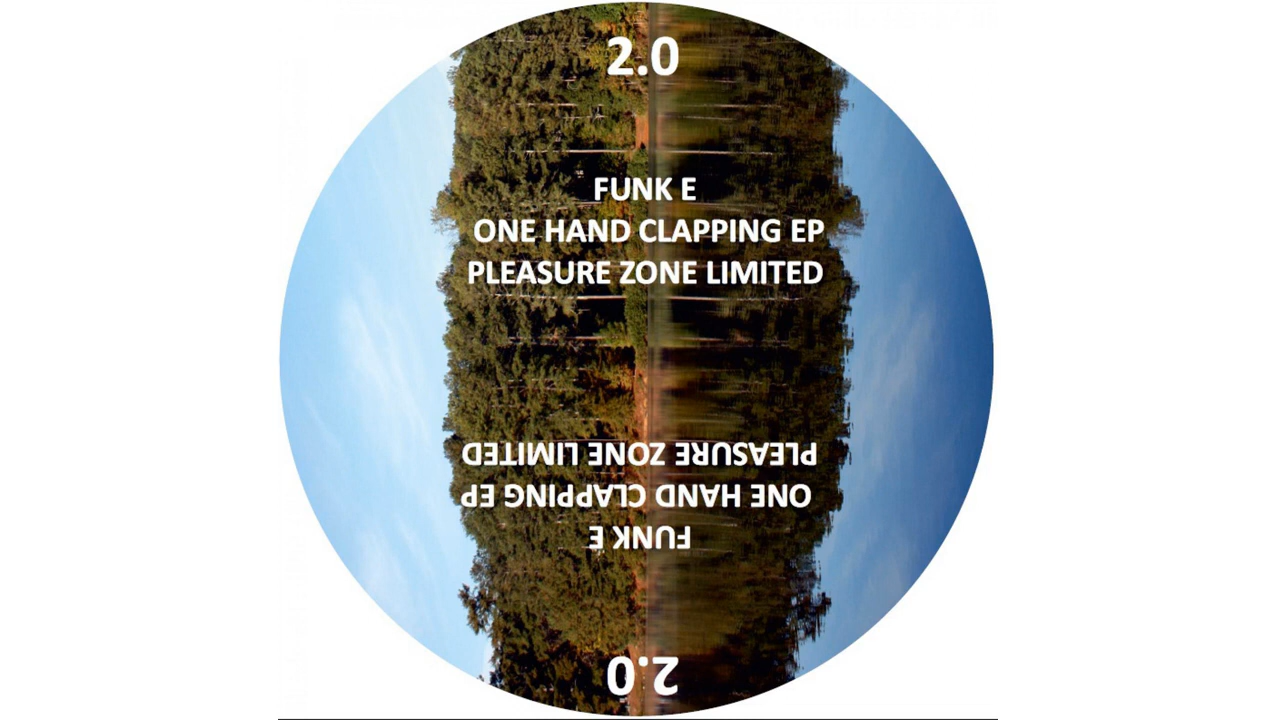 2.0
FUNK E
ONE HAND CLAPPING EP
PLEASURE ZONE LIMITED
PLEASURE ZONE LIMITED
ONE HAND CLAPPING EP
FUNK E
2.0